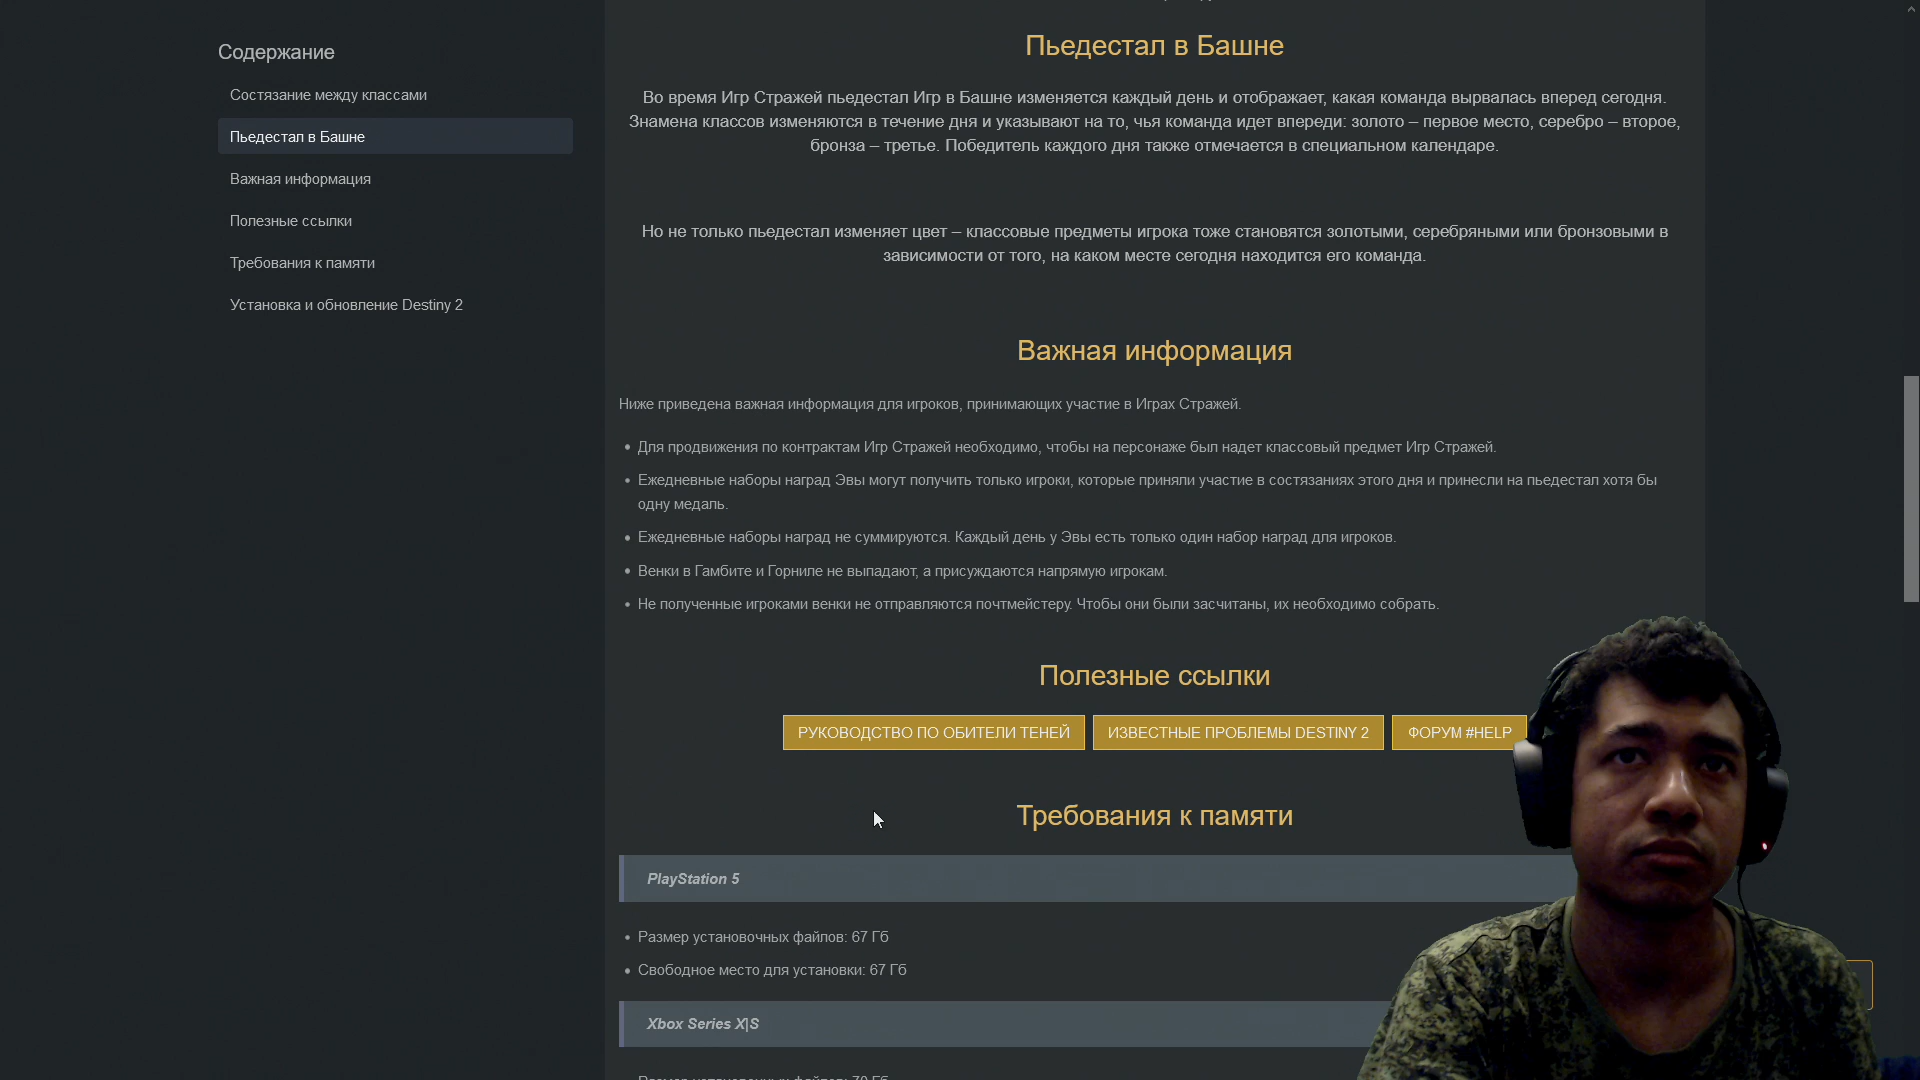 Содержание
Состязание между классами
Пьедестал в Башне
Важная информация
Полезные ссылки
Требования к памяти
Установка и обновление Destiny 2
Пьедестал в Башне
Во время Игр Стражей пьедестал Игр в Башне изменяется каждый день и отображает, какая команда вырвалась вперед сегодня.
Знамена классов изменяются в течение дня и указывают на то, чья команда идет впереди: золото – первое место, серебро – второе,
бронза – третье. Победитель каждого дня также отмечается в специальном календаре.
Но не только пьедестал изменяет цвет – классовые предметы игрока тоже становятся золотыми, серебряными или бронзовыми в
зависимости от того, на каком месте сегодня находится его команда.
Важная информация
Ниже приведена важная информация для игроков, принимающих участие в Играх Стражей.
• Для продвижения по контрактам Игр Стражей необходимо, чтобы на персонаже был надет классовый предмет Игр Стражей.
• Ежедневные наборы наград Эвы могут получить только игроки, которые приняли участие в состязаниях этого дня и принесли на пьедестал хотя бы
одну медаль.
• Ежедневные наборы наград не суммируются. Каждый день у Эвы есть только один набор наград для игроков.
• Венки в Гамбите и Горниле не выпадают, а присуждаются напрямую игрокам.
• Не полученные игроками венки не отправляются почтмейстеру. Чтобы они были засчитаны, их необходимо собрать.
Полезные ссылки
РУКОВОДСТВО ПО ОБИТЕЛИ ТЕНЕЙ
ИЗВЕСТНЫЕ ПРОБЛЕМЫ DESTINY 2
ФОРУМ #HELP
Требования к памяти
PlayStation 5
• Размер установочных файлов: 67 Гб
• Свободное место для установки: 67 Гб
Xbox Series X|S